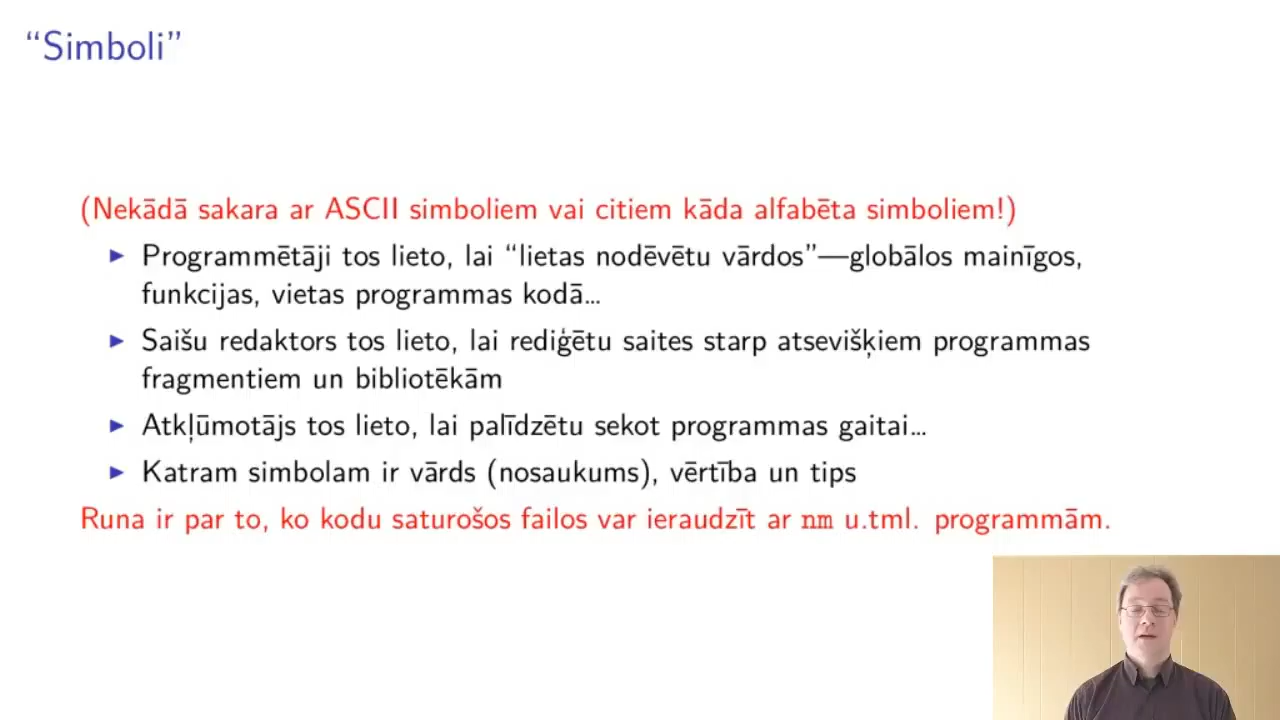 “Simboli”
(Nekādā sakara ar ASCII simboliem vai citiem kāda alfabēta simboliem!)
Programmētāji tos lieto, lai “lietas nodēvētu vārdos”—globālos mainīgos,
funkcijas, vietas programmas kodā...
Saišu redaktors tos lieto, lai rediģētu saites starp atsevišķiem programmas
fragmentiem un bibliotēkām
Atkļūmotājs tos lieto, lai palīdzētu sekot programmas gaitai...
Katram simbolam ir vārds (nosaukums), vērtība un tips
Runa ir par to, ko kodu saturošos failos var ieraudzīt ar nm u.tml. programmām.